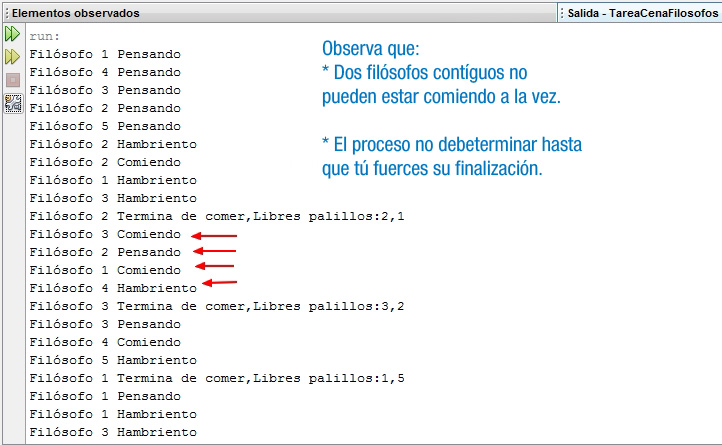 Elementos observados
Salida - TareaCenaFilosofos
run:
Filósofo 1 Pensando
Filósofo 4 Pensando
Filósofo 3 Pensando
Filósofo 2 Pensando
Filósofo 5 Pensando
Filósofo 2 Hambriento
Filósofo 2 Comiendo
Filósofo 1 Hambriento
Filósofo 3 Hambriento
Filósofo 2 Termina de comer,Libres palillos:2,1
Filósofo 3 Comiendo
Filósofo 2 Pensando
Filósofo 1 Comiendo
Filósofo 4 Hambriento
Filósofo 3 Termina de comer,Libres palillos:3,2
Filósofo 3 Pensando
Filósofo 4 Comiendo
Filósofo 5 Hambriento
Filósofo 1 Termina de comer,Libres palillos:1,5
Filósofo 1 Pensando
Filósofo 1 Hambriento
Filósofo 3 Hambriento
Observa que:
* Dos filósofos contíguos no
pueden estar comiendo a la vez.
* El proceso no debeterminar hasta
que tú fuerces su finalización.